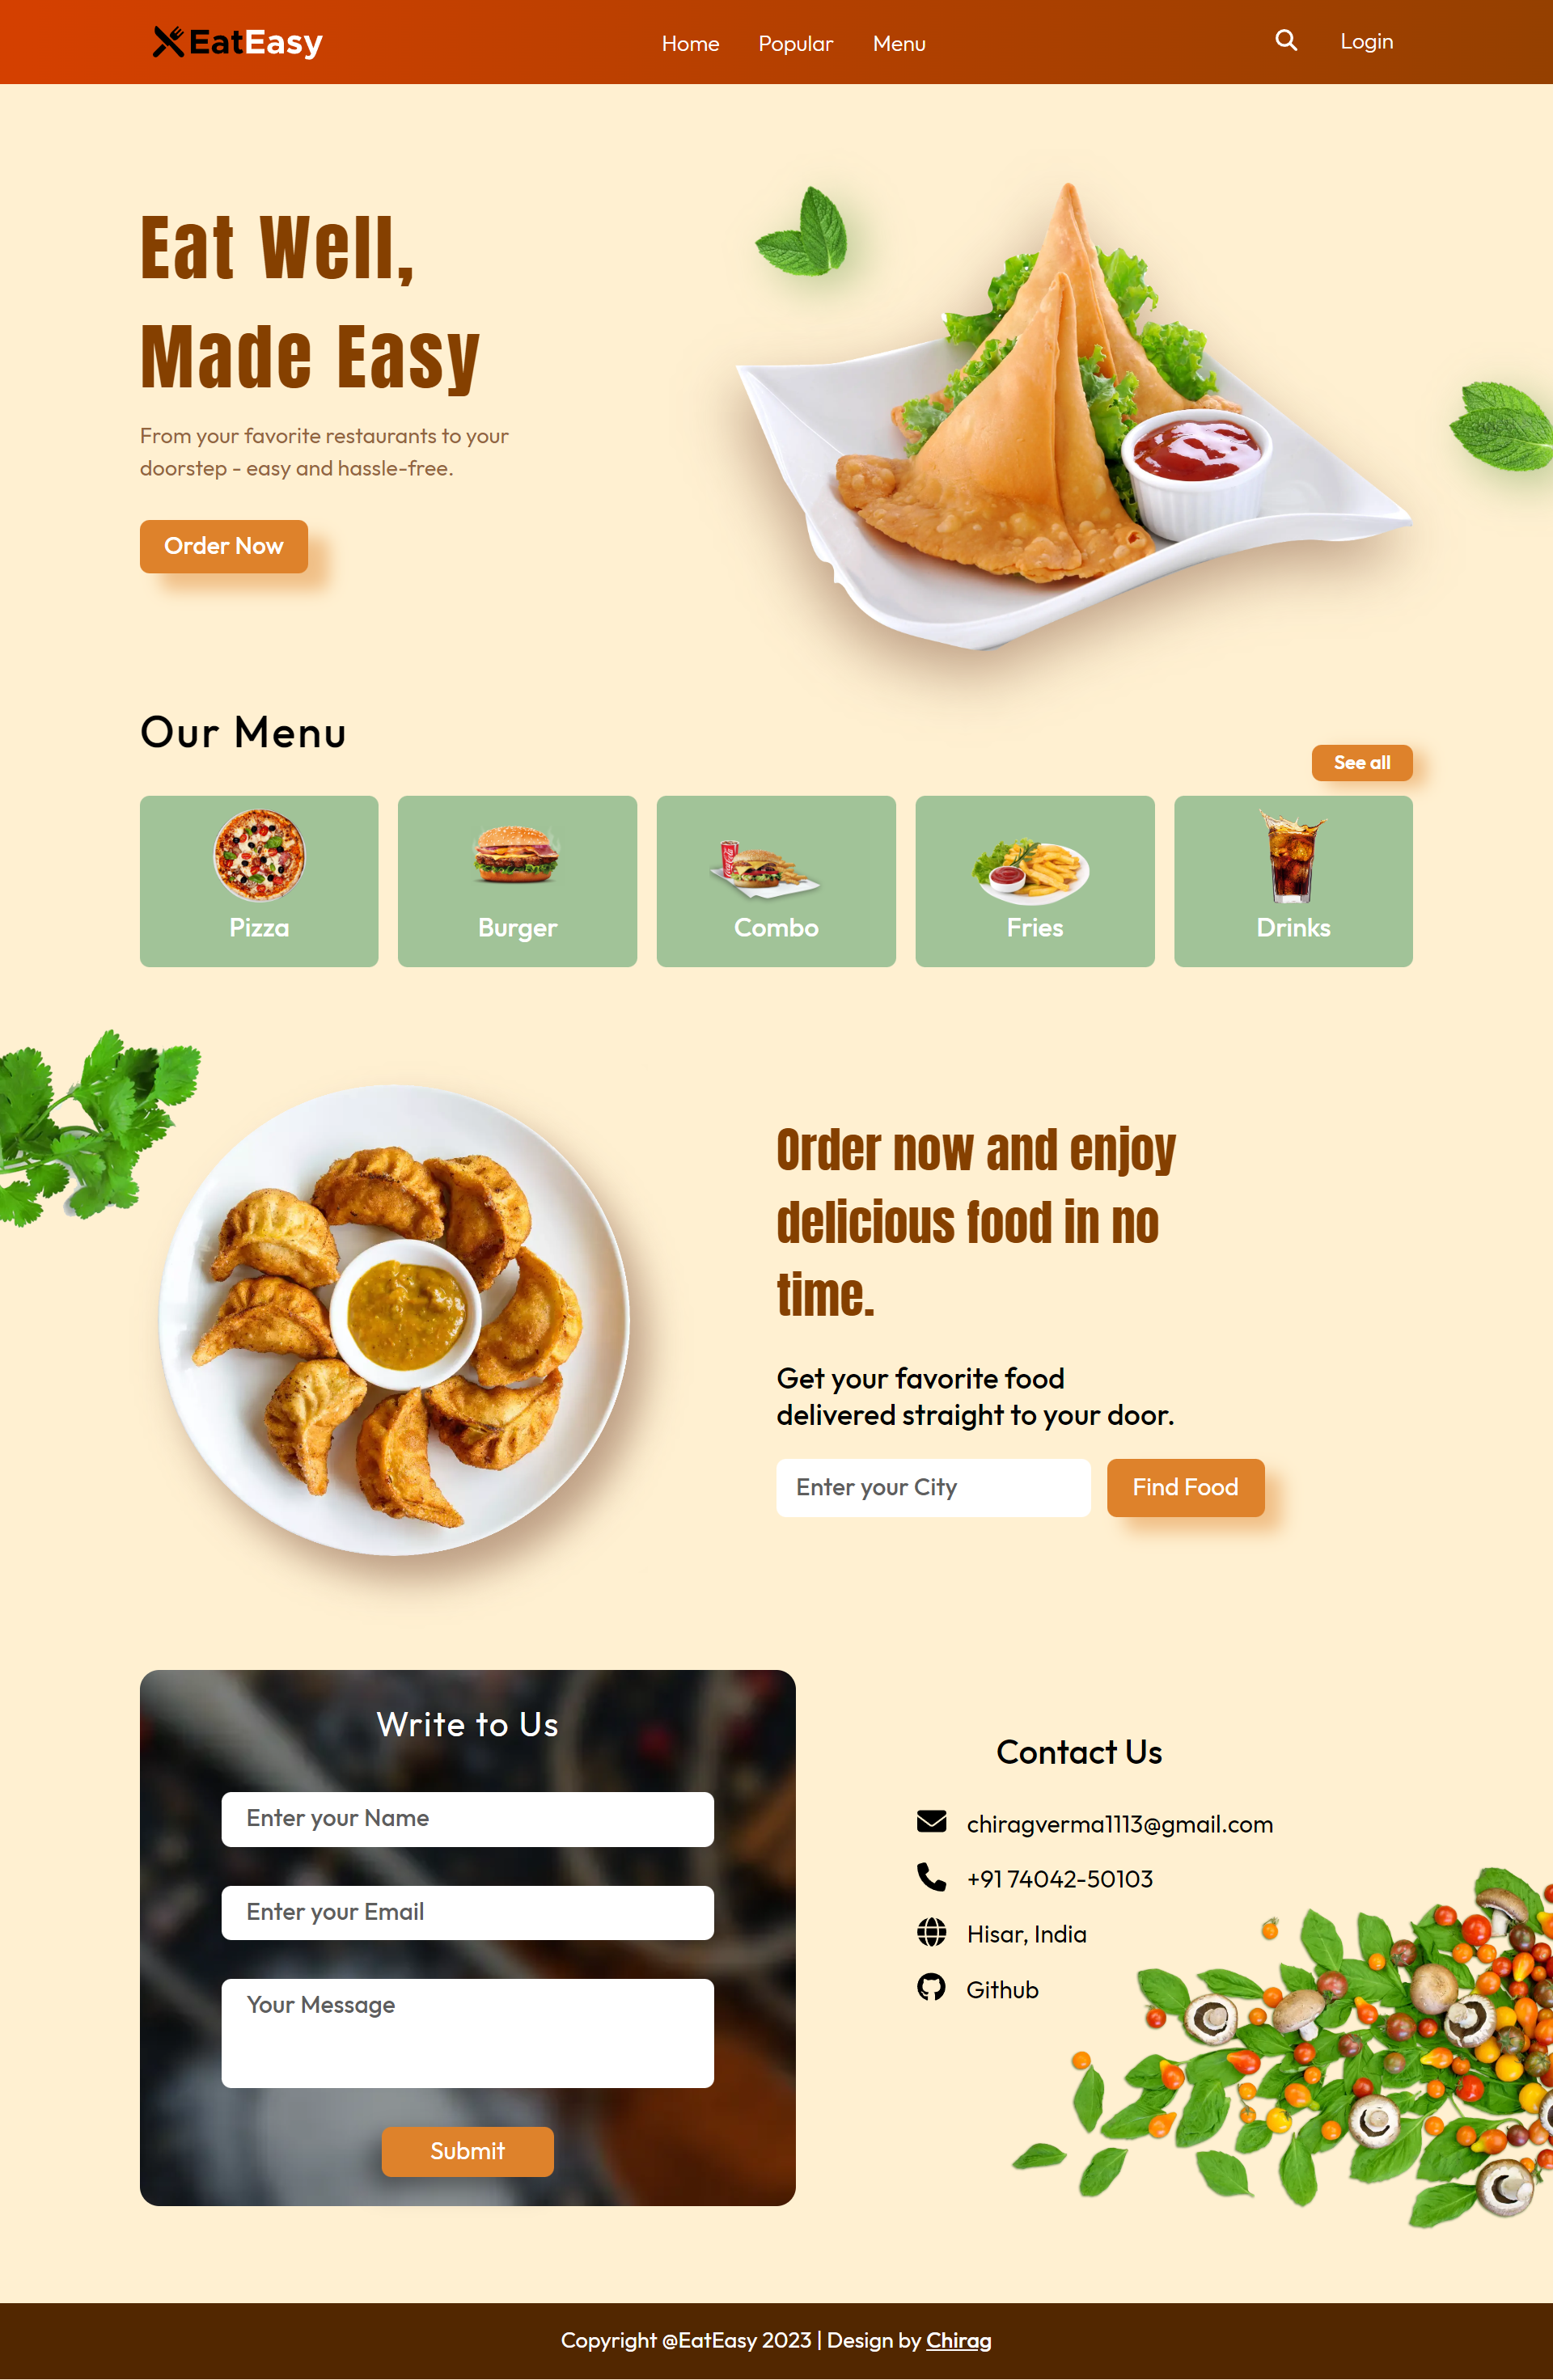 EatEasy
Home Popular Menu
Login
Eat Well,
Made Easy
From your favorite restaurants to your
doorstep - easy and hassle-free.
Order Now
Our Menu
See all
Pizza
Burger
Combo
Fries
Drinks
Order now and enjoy
delicious food in no
time.
Get your favorite food
delivered straight to your door.
Enter your City
Find Food
Write to Us
Enter your Name
Enter your Email
Your Message
Submit
Contact Us
chiragverma1113@gmail.com
+91 74042-50103
Hisar, India
Github
Copyright @EatEasy 2023 | Design by Chirag